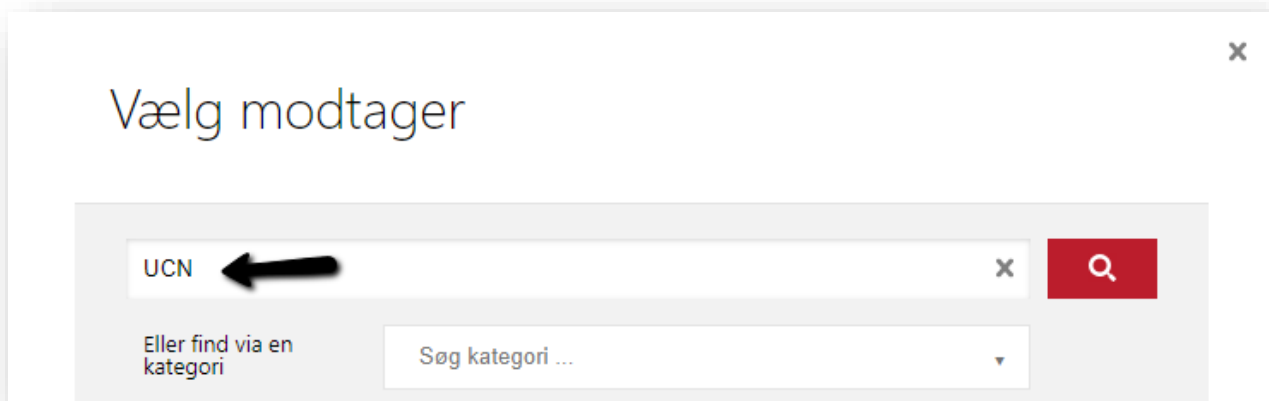 Vælg modtager
UCN
Eller find via en
kategori
Søg kategori ...